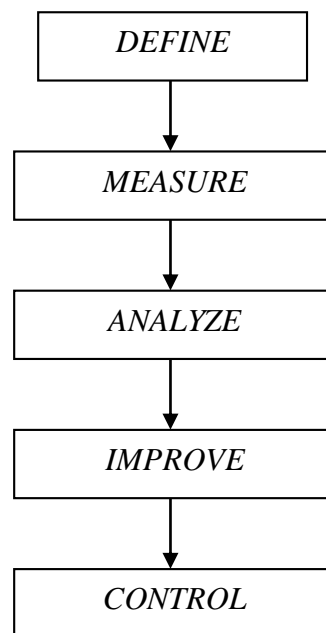 DEFINE
MEASURE
ANALYZE
IMPROVE
CONTROL